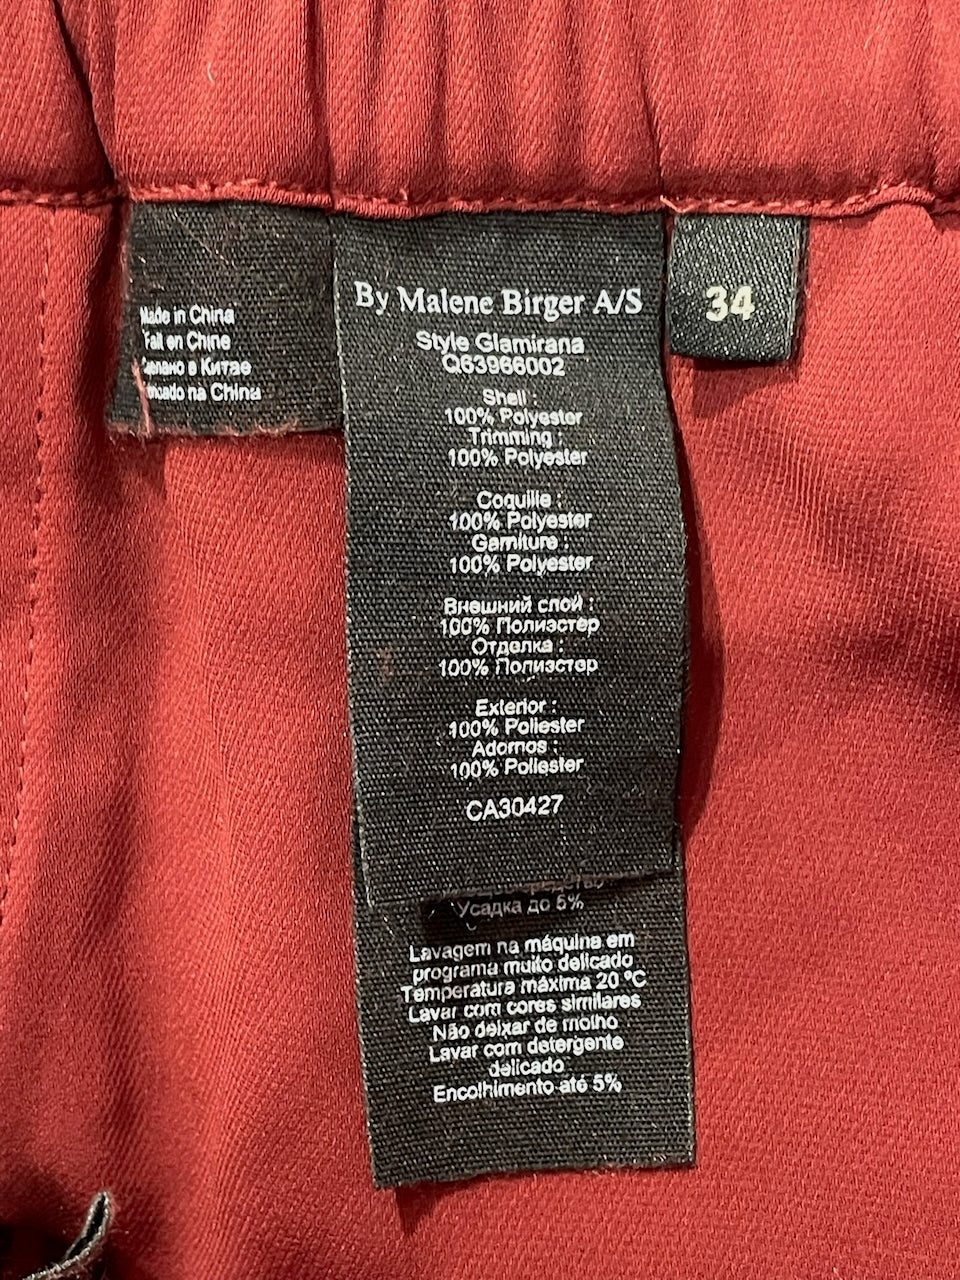 Made in China
Fait en Chine
Сделано в Китае
na China
By Malene Birger A/S
Style Glamirana
Q63966002
Shell :
100% Polyester
Trimming :
100% Polyester
Coquille :
100% Polyester
Garniture :
100% Polyester
Внешний слой :
100% Полиэстер
Отделка :
100% Полиэстер
Exterior :
100% Poliester
Adornos :
100% Poliester
CA30427
Усадка до 5%
Lavagem na máquina em
programa muito delicado
Temperatura máxima 20 ºC
Lavar com cores similares
Não deixar de molho
Lavar com detergente
delicado
Encolhimento até 5%
34